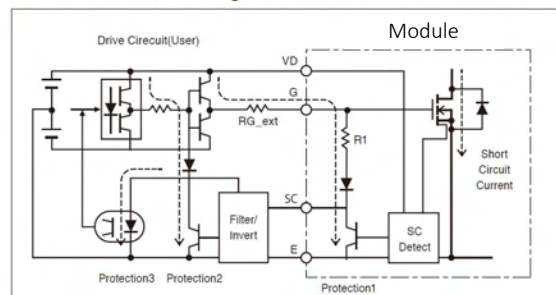 Drive Cirecuit(User)
Module
VD
G
RG_ext
R1
Short
Circuit
Current
SC
Filter/
Invert
SC
Detect
E
Protection3
Protection2
Protection1